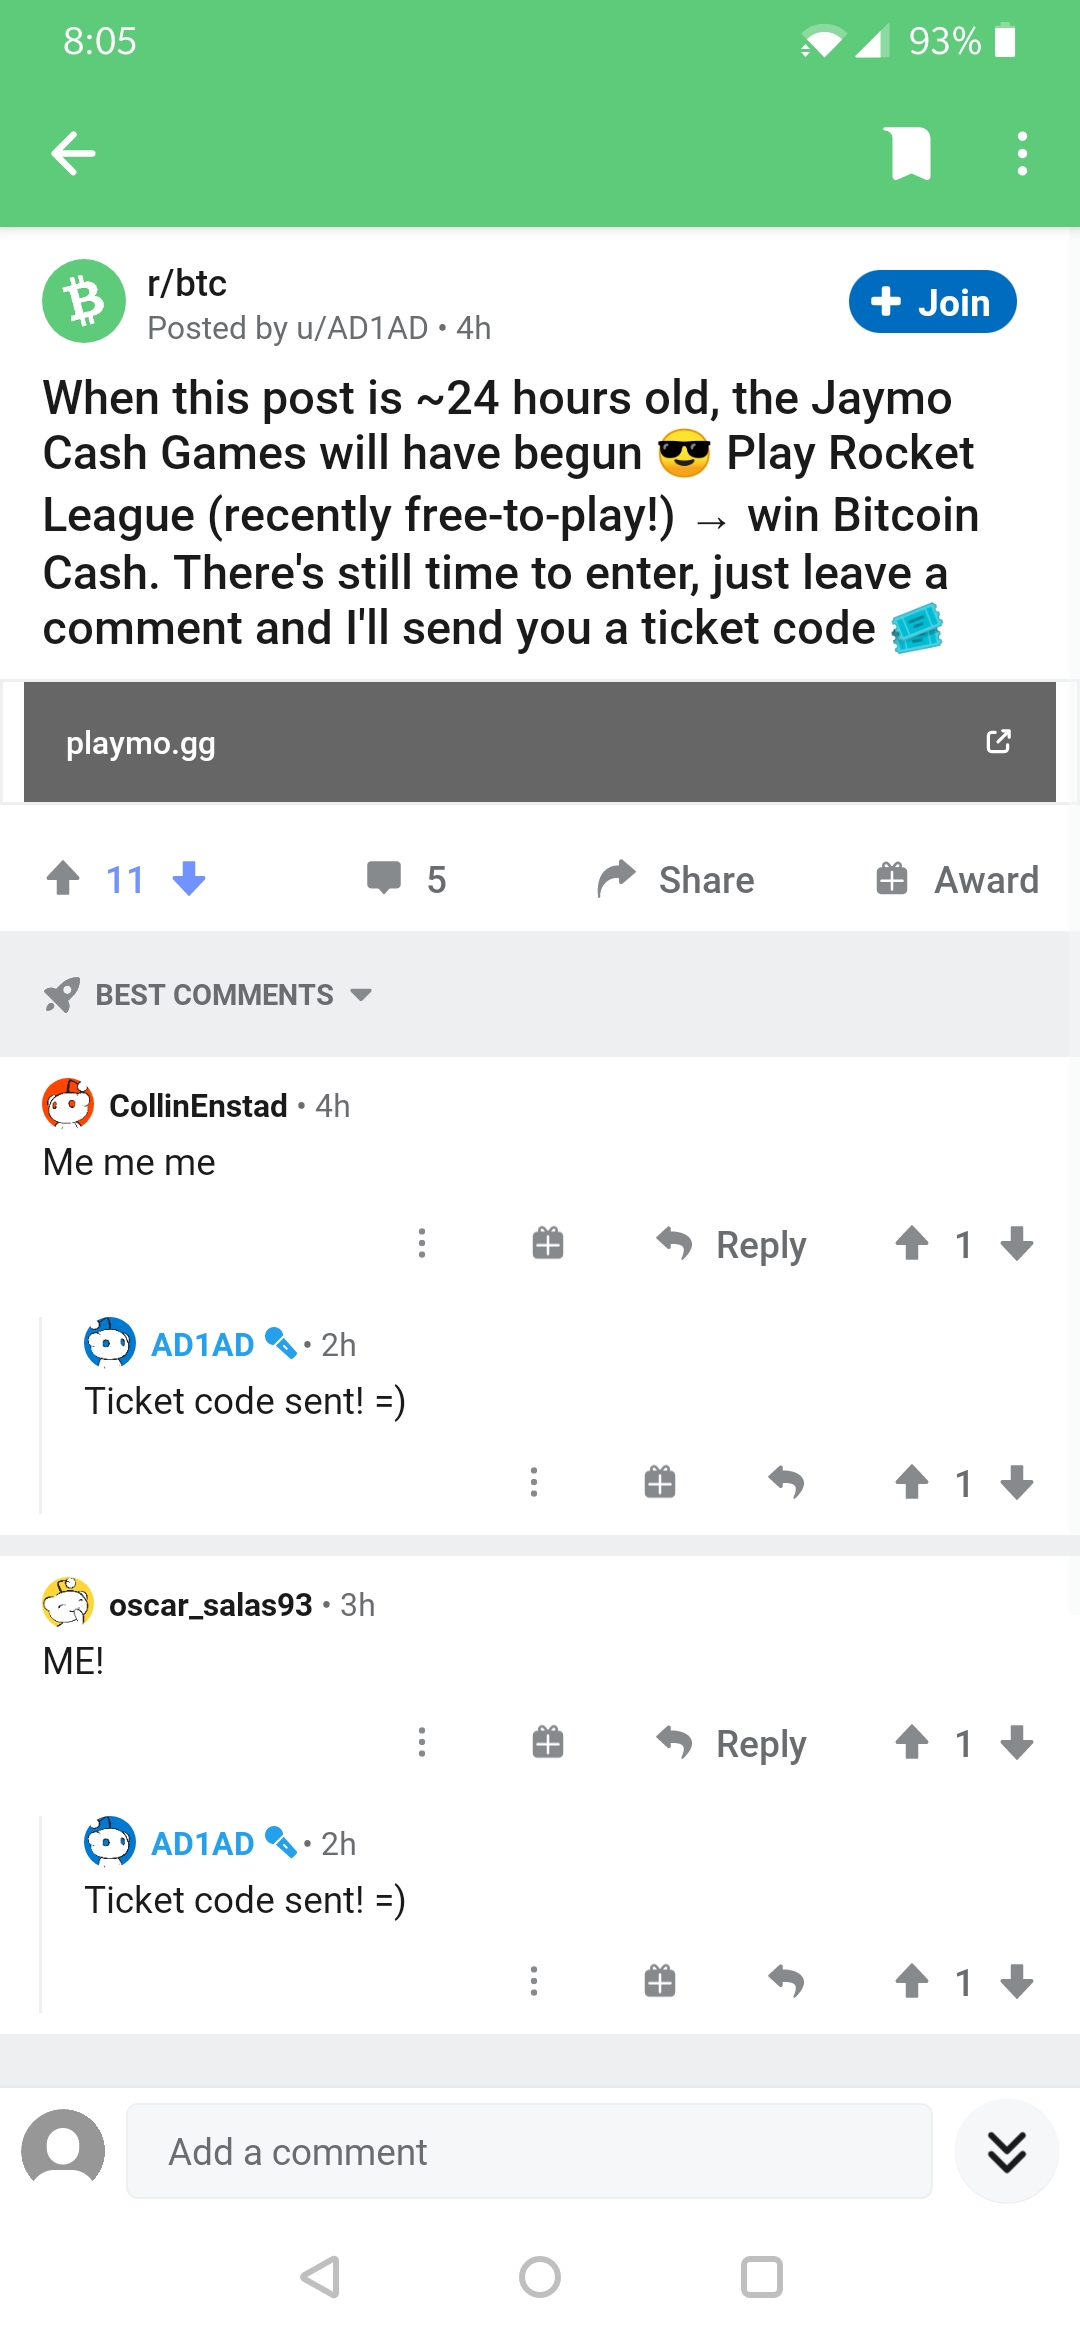 8:05
93%
r/btc
Posted by u/AD1AD • 4h
Join
When this post is ~24 hours old, the Jaymo
Cash Games will have begun 😎 Play Rocket
League (recently free-to-play!) → win Bitcoin
Cash. There's still time to enter, just leave a
comment and I'll send you a ticket code 🎟️
playmo.gg
11
5
Share
Award
BEST COMMENTS
CollinEnstad • 4h
Me me me
Reply
1
AD1AD • 2h
Ticket code sent! =)
1
oscar_salas93 • 3h
ME!
Reply
1
AD1AD • 2h
Ticket code sent! =)
1
Add a comment